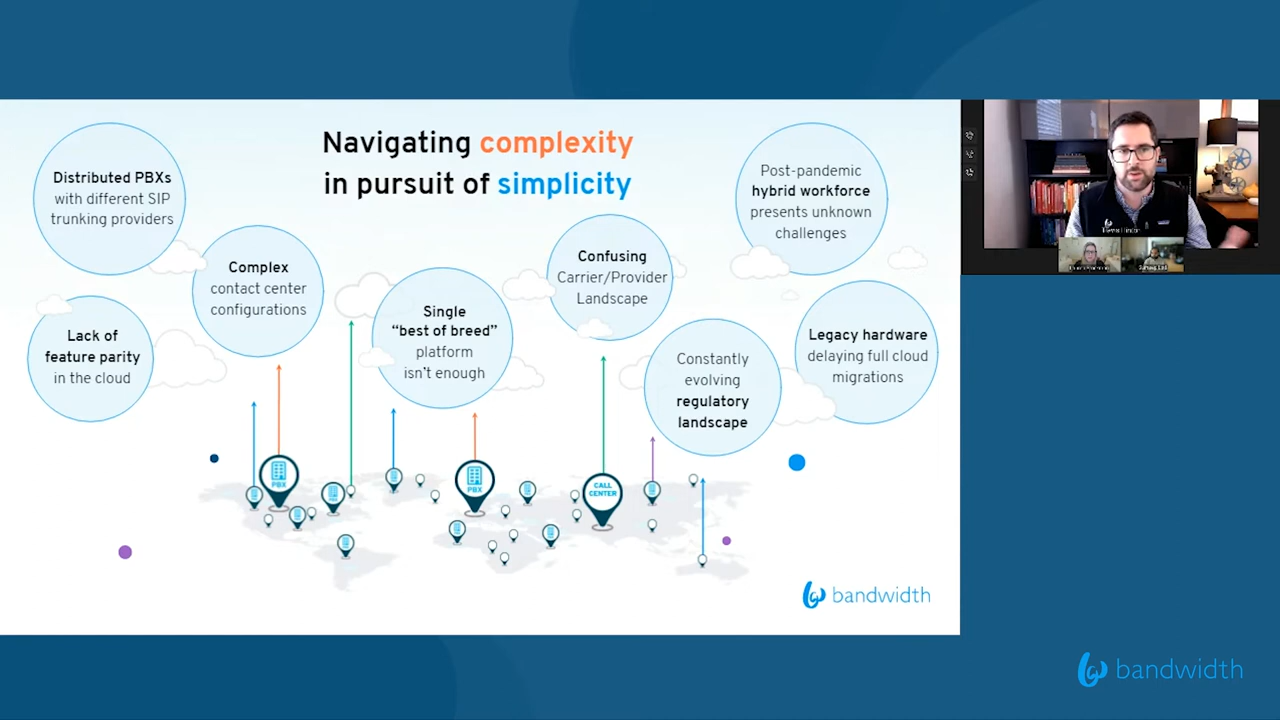 Navigating complexity
in pursuit of simplicity
Distributed PBXs
with different SIP
trunking providers
Complex
contact center
configurations
Lack of
feature parity
in the cloud
Single
“best of breed”
platform
isn’t enough
Confusing
Carrier/Provider
Landscape
Constantly
evolving
regulatory
landscape
Post-pandemic
hybrid workforce
presents unknown
challenges
Legacy hardware
delaying full cloud
migrations
PBX
PBX
CALL
CENTER
bandwidth
bandwidth